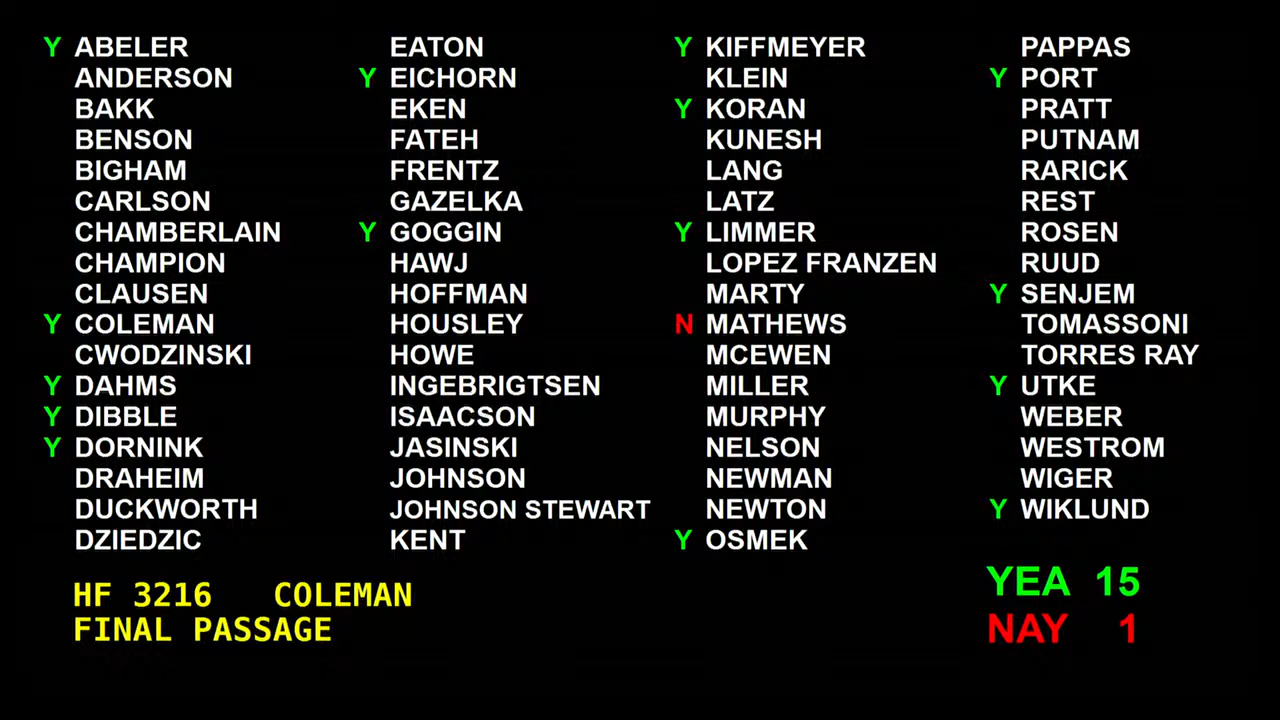 Y ABELER
ANDERSON
BAKK
BENSON
BIGHAM
CARLSON
CHAMBERLAIN
CHAMPION
CLAUSEN
Y COLEMAN
CWODZINSKI
Y DAHMS
Y DIBBLE
Y DORNINK
DRAHEIM
DUCKWORTH
DZIEDZIC
EATON
Y EICHORN
EKEN
FATEH
FRENTZ
GAZELKA
Y GOGGIN
HAWJ
HOFFMAN
HOUSLEY
HOWE
INGEBRIGTSEN
ISAACSON
JASINSKI
JOHNSON
JOHNSON STEWART
KENT
Y KIFFMEYER
KLEIN
Y KORAN
KUNESH
LANG
LATZ
Y LIMMER
LOPEZ FRANZEN
MARTY
N MATHEWS
MCEWEN
MILLER
MURPHY
NELSON
NEWMAN
NEWTON
Y OSMEK
PAPPAS
Y PORT
PRATT
PUTNAM
RARICK
REST
ROSEN
RUUD
Y SENJEM
TOMASSONI
TORRES RAY
Y UTKE
WEBER
WESTROM
WIGER
Y WIKLUND
HF 3216 COLEMAN
FINAL PASSAGE
YEA 15
NAY 1